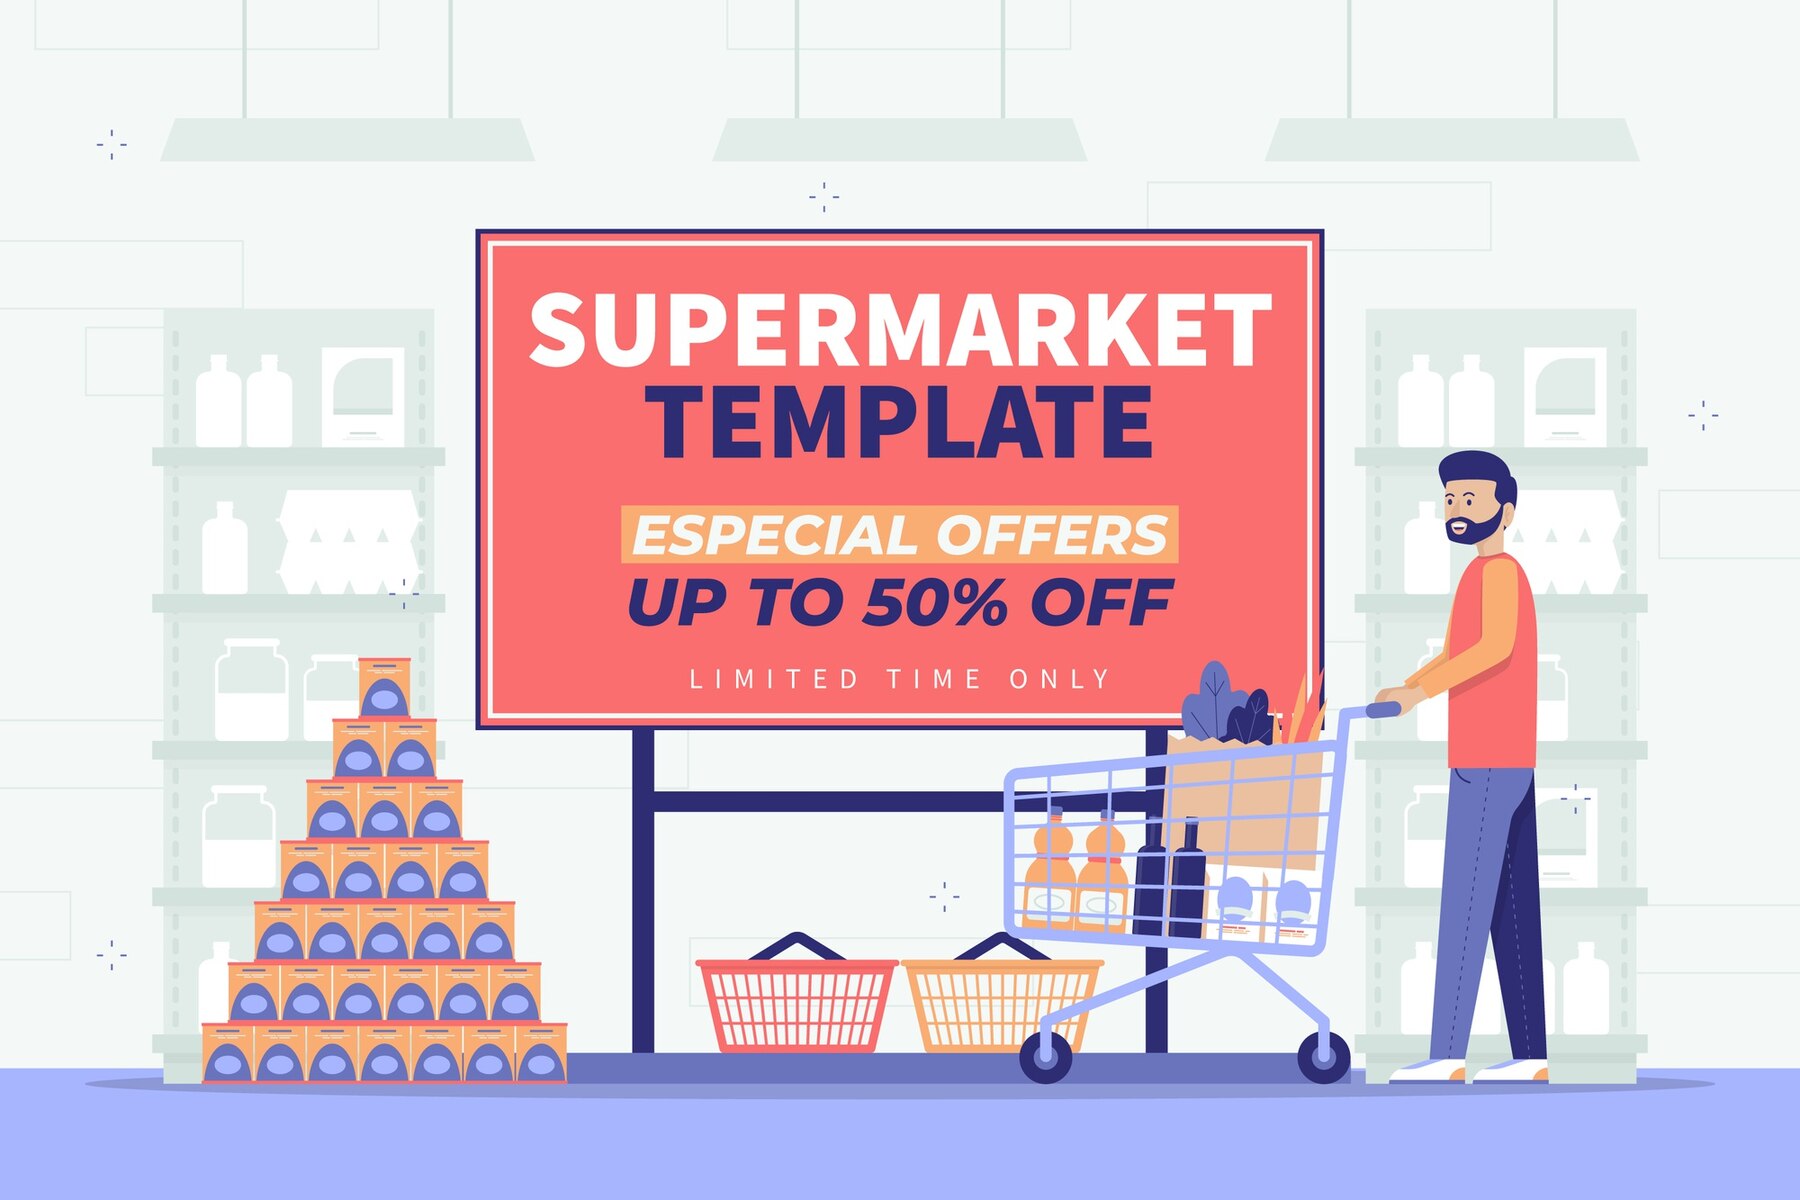 SUPERMARKET
TEMPLATE
ESPECIAL OFFERS
UP TO 50% OFF
LIMITED TIME ONLY